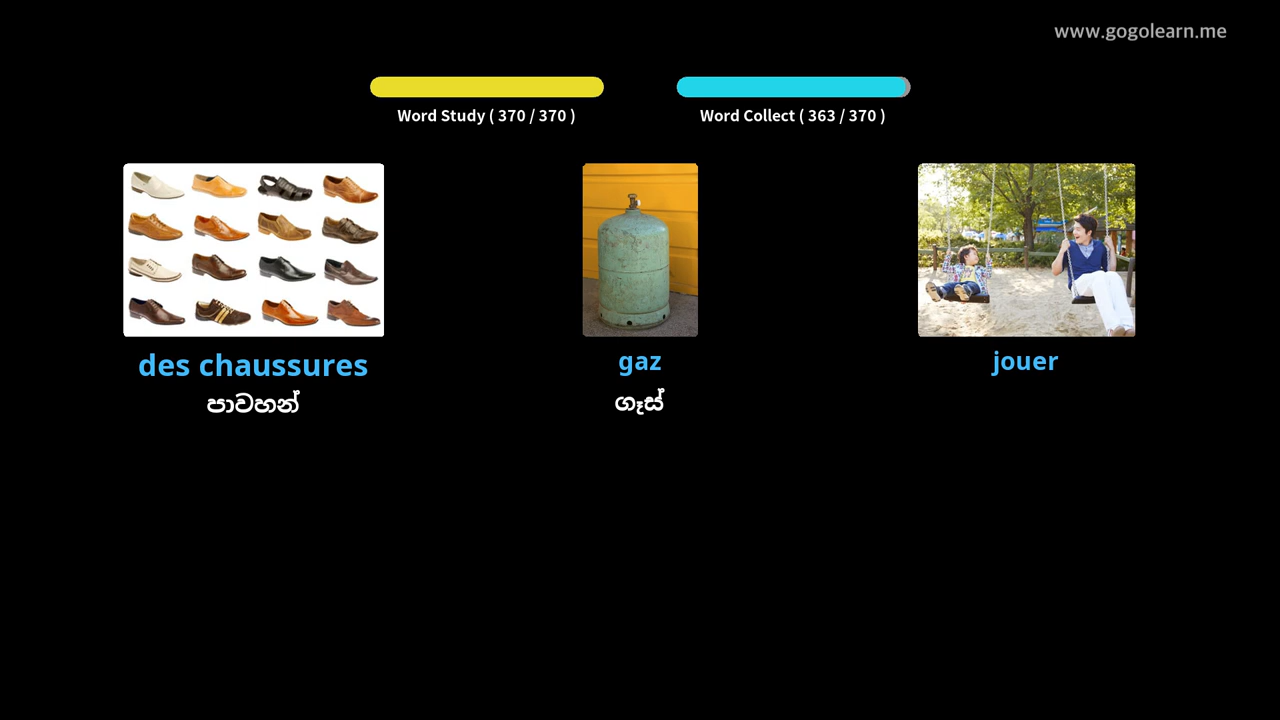 www.gogolearn.me
Word Study ( 370 / 370 )
Word Collect ( 363 / 370 )
des chaussures
පාවහන්
gaz
ගෑස්
jouer